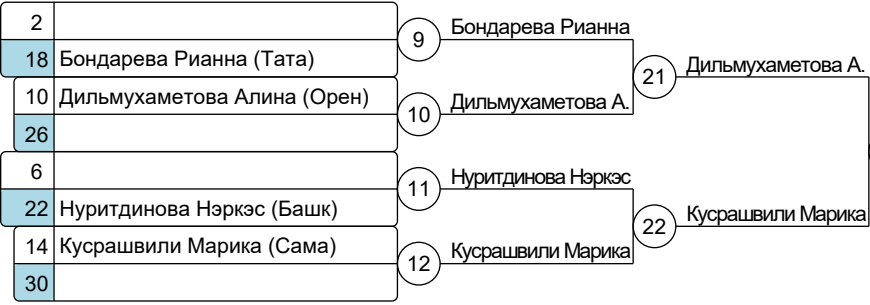 2
9
Бондарева Рианна
18 Бондарева Рианна (Тата)
21
Дильмухаметова А.
10 Дильмухаметова Алина (Орен)
10
Дильмухаметова А.
26
6
11
Нуритдинова Нэркэс
22 Нуритдинова Нэркэс (Башк)
22
Кусрашвили Марика
14 Кусрашвили Марика (Сама)
12
Кусрашвили Марика
30